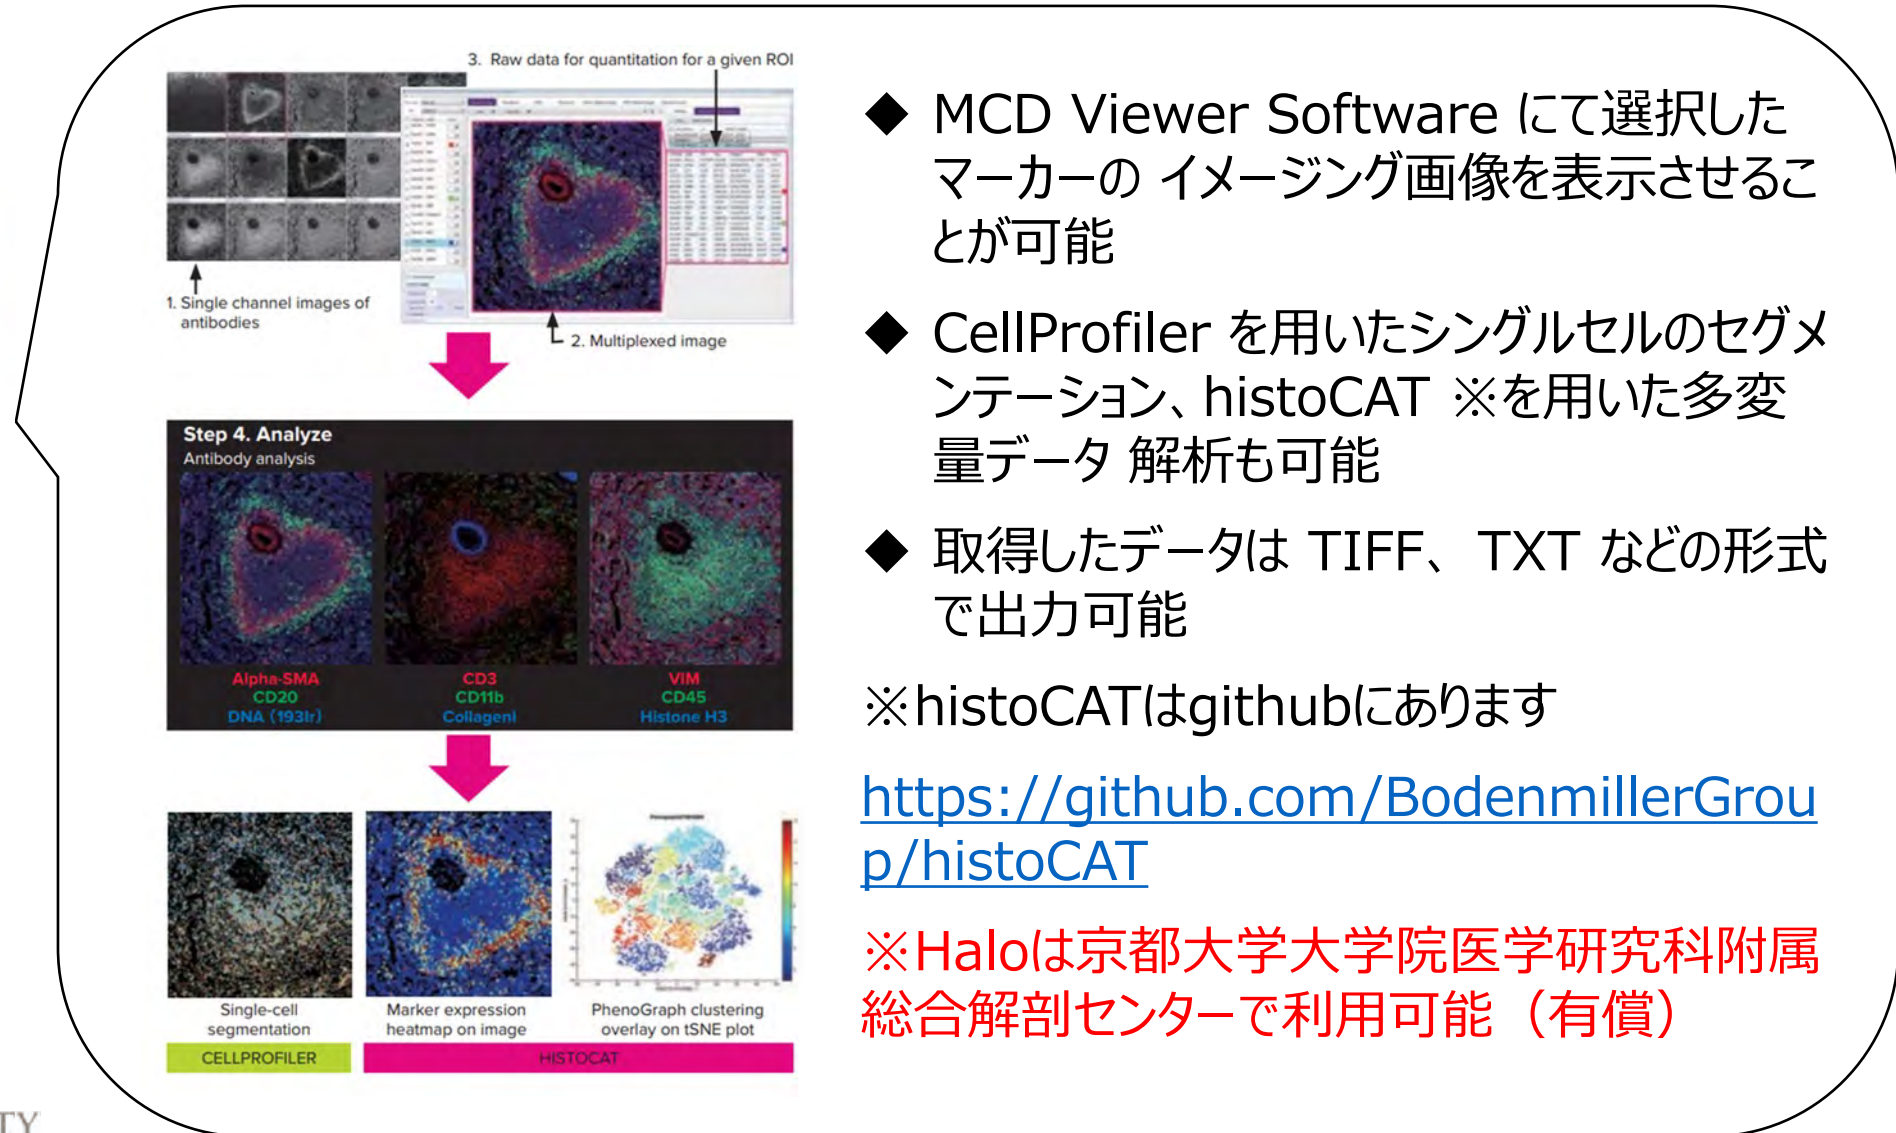 3. Raw data for quantitation for a given ROI
1. Single channel images of
antibodies
2. Multiplexed image
Step 4. Analyze
Antibody analysis
Alpha-SMA
CD20
DNA (193Ir)
CD3
CD11b
CollagenI
VIM
CD45
Histone H3
Single-cell
segmentation
Marker expression
heatmap on image
PhenoGraph clustering
overlay on tSNE plot
CELLPROFILER
HISTOCAT
◆ MCD Viewer Software にて選択した
マーカーの イメージング画像を表示させるこ
とが可能
◆ CellProfiler を用いたシングルセルのセグメ
ンテーション、histoCAT ※を用いた多変
量データ 解析も可能
◆ 取得したデータは TIFF、TXT などの形式
で出力可能
※histoCATはgithubにあります
https://github.com/BodenmillerGrou
p/histoCAT
※Haloは京都大学大学院医学研究科附属
総合解剖センターで利用可能（有償）
TY